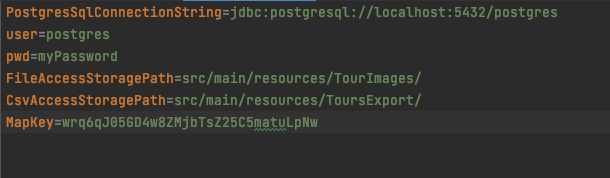 PostgresSqlConnectionString=jdbc:postgresql://localhost:5432/postgres
user=postgres
pwd=myPassword
FileAccessStoragePath=src/main/resources/TourImages/
CsvAccessStoragePath=src/main/resources/ToursExport/
MapKey=wrq6qJ05GD4w8ZMjbTsZ25C5matuLpNw